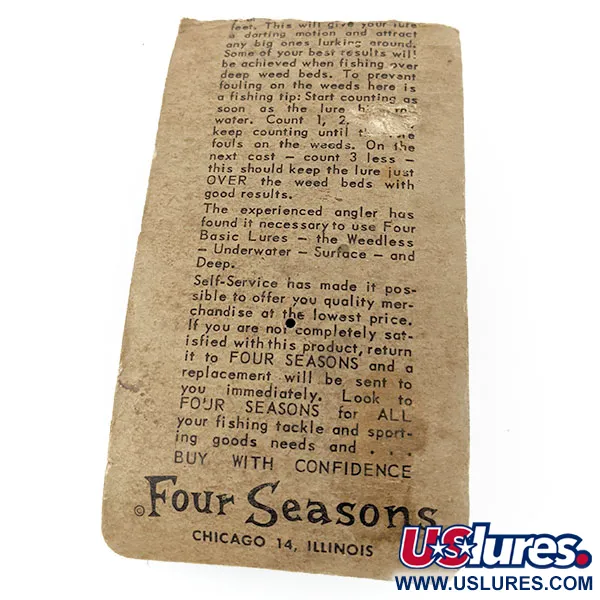 feet. This will give your lure
a darting motion and attract
any big ones lurking around.
Some of your best results will
be achieved when fishing over
deep weed beds. To prevent
fouling on the weeds here is
a fishing tip: Start counting as
soon as the lure the
water. Count 1, 2,
keep counting until
fouls on the weeds. On the
next cast — count 3 less —
this should keep the lure just
OVER the weed beds with
good results.
The experienced angler has
found it necessary to use Four
Basic Lures — the Weedless
— Underwater — Surface — and
Deep.
Self-Service has made it pos-
sible to offer you quality mer-
chandise at the lowest price.
If you are not completely sat-
isfied with this product, return
it to FOUR SEASONS and a
replacement will be sent to
you immediately. Look to
FOUR SEASONS for ALL
your fishing tackle and sport-
ing goods needs and . . .
BUY WITH CONFIDENCE
© Four Seasons
CHICAGO 14, ILLINOIS
USlures.
WWW.USLURES.COM